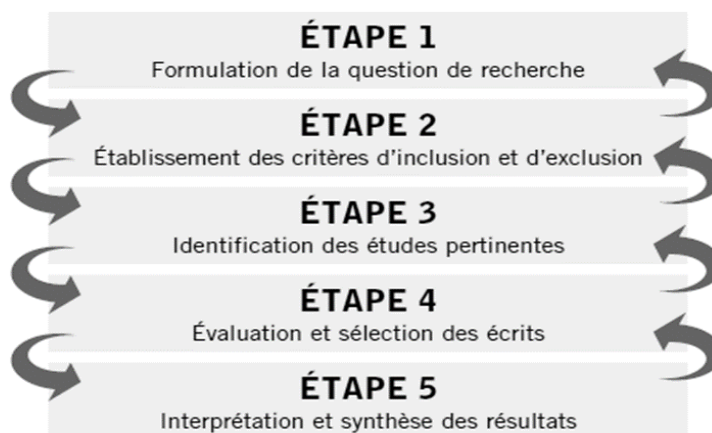 ÉTAPE 1
Formulation de la question de recherche
ÉTAPE 2
Établissement des critères d'inclusion et d'exclusion
ÉTAPE 3
Identification des études pertinentes
ÉTAPE 4
Évaluation et sélection des écrits
ÉTAPE 5
Interprétation et synthèse des résultats